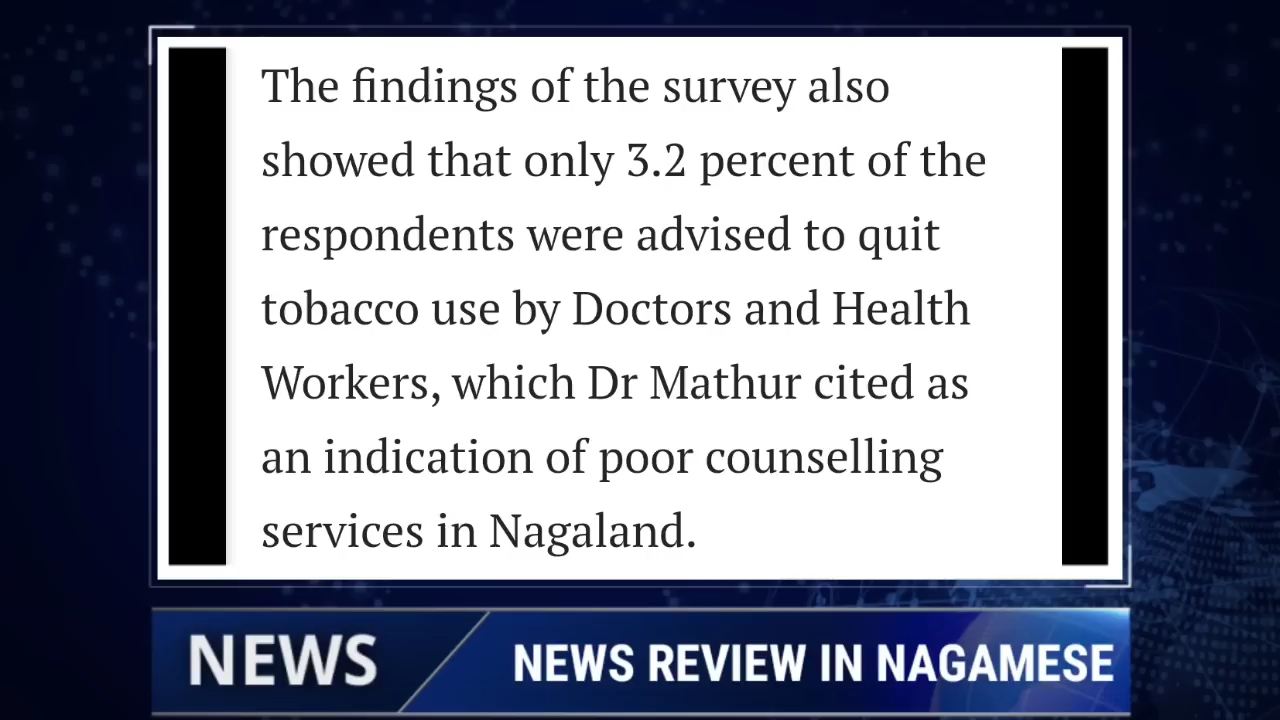 The findings of the survey also
showed that only 3.2 percent of the
respondents were advised to quit
tobacco use by Doctors and Health
Workers, which Dr Mathur cited as
an indication of poor counselling
services in Nagaland.
NEWS
NEWS REVIEW IN NAGAMESE